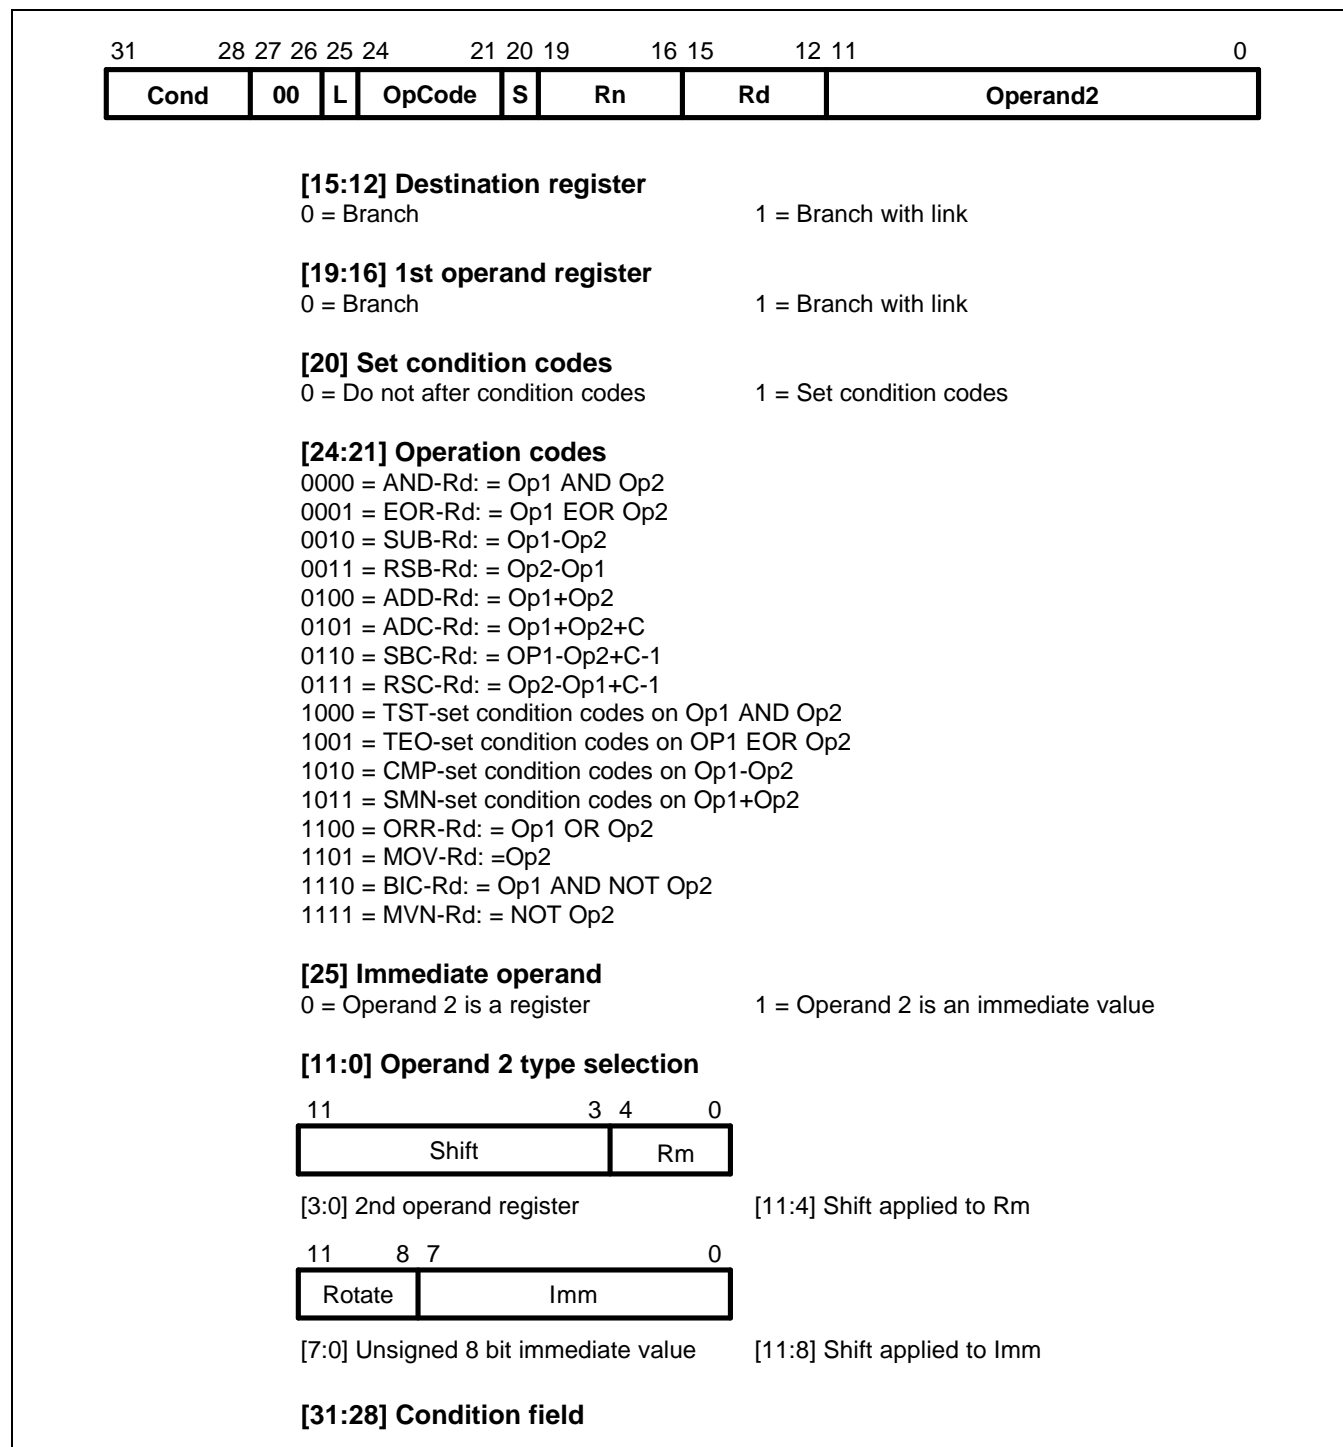 31 28 27 26 25 24 21 20 19 16 15 12 11 0
Cond 00 L OpCode S Rn Rd Operand2
[15:12] Destination register
0 = Branch 1 = Branch with link
[19:16] 1st operand register
0 = Branch 1 = Branch with link
[20] Set condition codes
0 = Do not after condition codes 1 = Set condition codes
[24:21] Operation codes
0000 = AND-Rd: = Op1 AND Op2
0001 = EOR-Rd: = Op1 EOR Op2
0010 = SUB-Rd: = Op1-Op2
0011 = RSB-Rd: = Op2-Op1
0100 = ADD-Rd: = Op1+Op2
0101 = ADC-Rd: = Op1+Op2+C
0110 = SBC-Rd: = OP1-Op2+C-1
0111 = RSC-Rd: = Op2-Op1+C-1
1000 = TST-set condition codes on Op1 AND Op2
1001 = TEO-set condition codes on OP1 EOR Op2
1010 = CMP-set condition codes on Op1-Op2
1011 = SMN-set condition codes on Op1+Op2
1100 = ORR-Rd: = Op1 OR Op2
1101 = MOV-Rd: =Op2
1110 = BIC-Rd: = Op1 AND NOT Op2
1111 = MVN-Rd: = NOT Op2
[25] Immediate operand
0 = Operand 2 is a register 1 = Operand 2 is an immediate value
[11:0] Operand 2 type selection
11 3 4 0
Shift Rm
[3:0] 2nd operand register [11:4] Shift applied to Rm
11 8 7 0
Rotate Imm
[7:0] Unsigned 8 bit immediate value [11:8] Shift applied to Imm
[31:28] Condition field